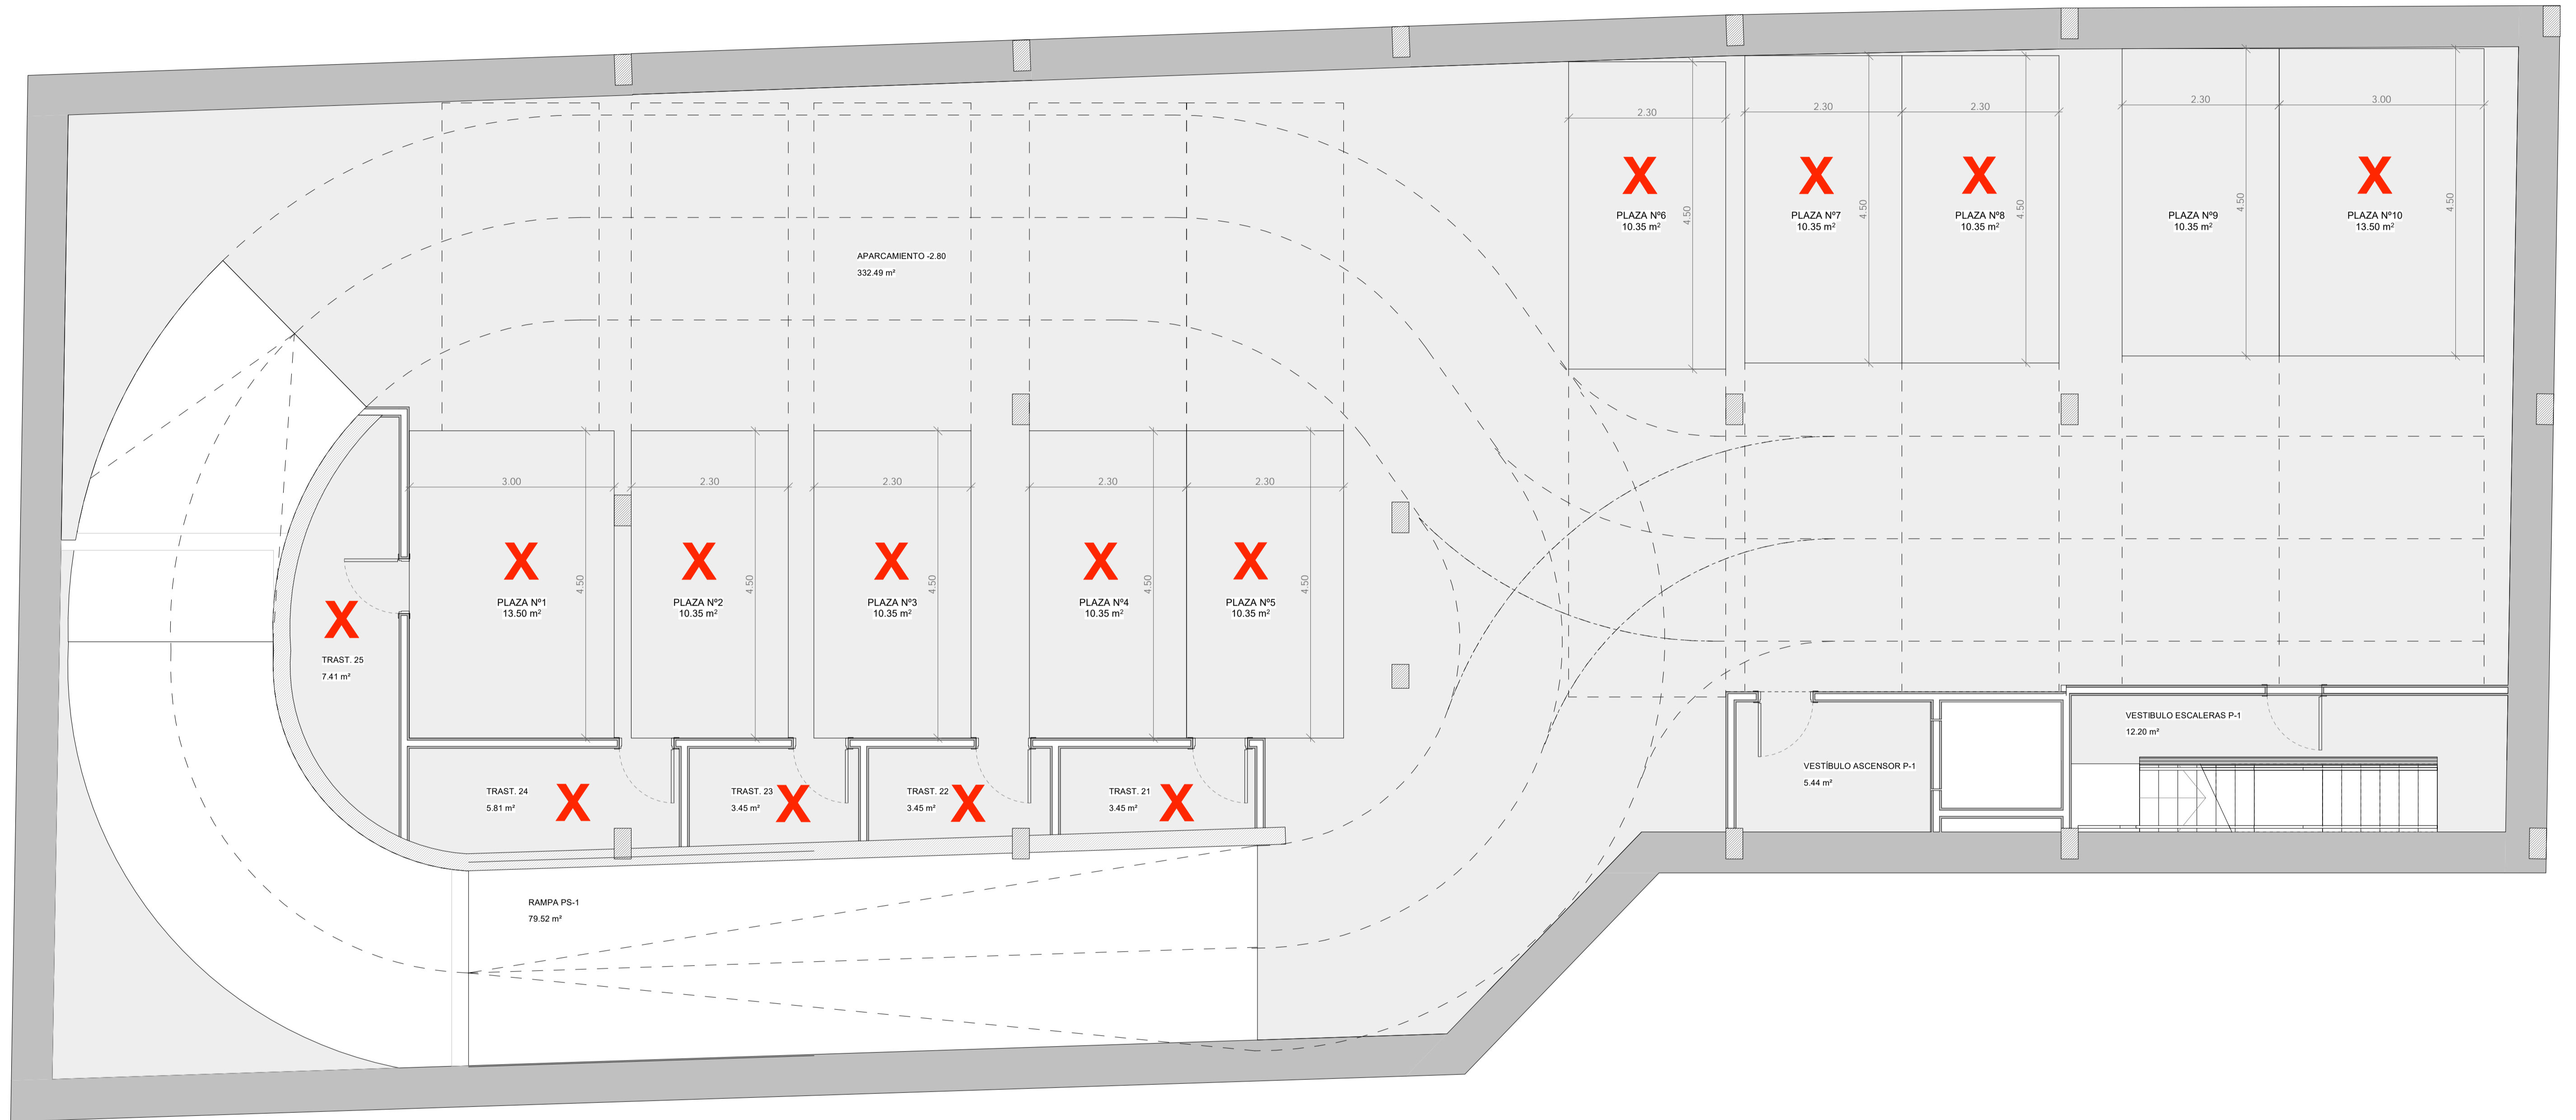 2.30
2.30
2.30
2.30
3.00
X
X
X
X
4.50
4.50
4.50
4.50
4.50
PLAZA Nº6
10.35 m²
PLAZA Nº7
10.35 m²
PLAZA Nº8
10.35 m²
PLAZA Nº9
10.35 m²
PLAZA Nº10
13.50 m²
APARCAMIENTO -2.80
332.49 m²
3.00
2.30
2.30
2.30
2.30
X
X
X
X
X
4.50
4.50
4.50
4.50
4.50
PLAZA Nº1
13.50 m²
PLAZA Nº2
10.35 m²
PLAZA Nº3
10.35 m²
PLAZA Nº4
10.35 m²
PLAZA Nº5
10.35 m²
X
TRAST. 25
7.41 m²
VESTIBULO ESCALERAS P-1
12.20 m²
VESTÍBULO ASCENSOR P-1
5.44 m²
TRAST. 24
5.81 m²
X
TRAST. 23
3.45 m²
X
TRAST. 22
3.45 m²
X
TRAST. 21
3.45 m²
X
RAMPA PS-1
79.52 m²